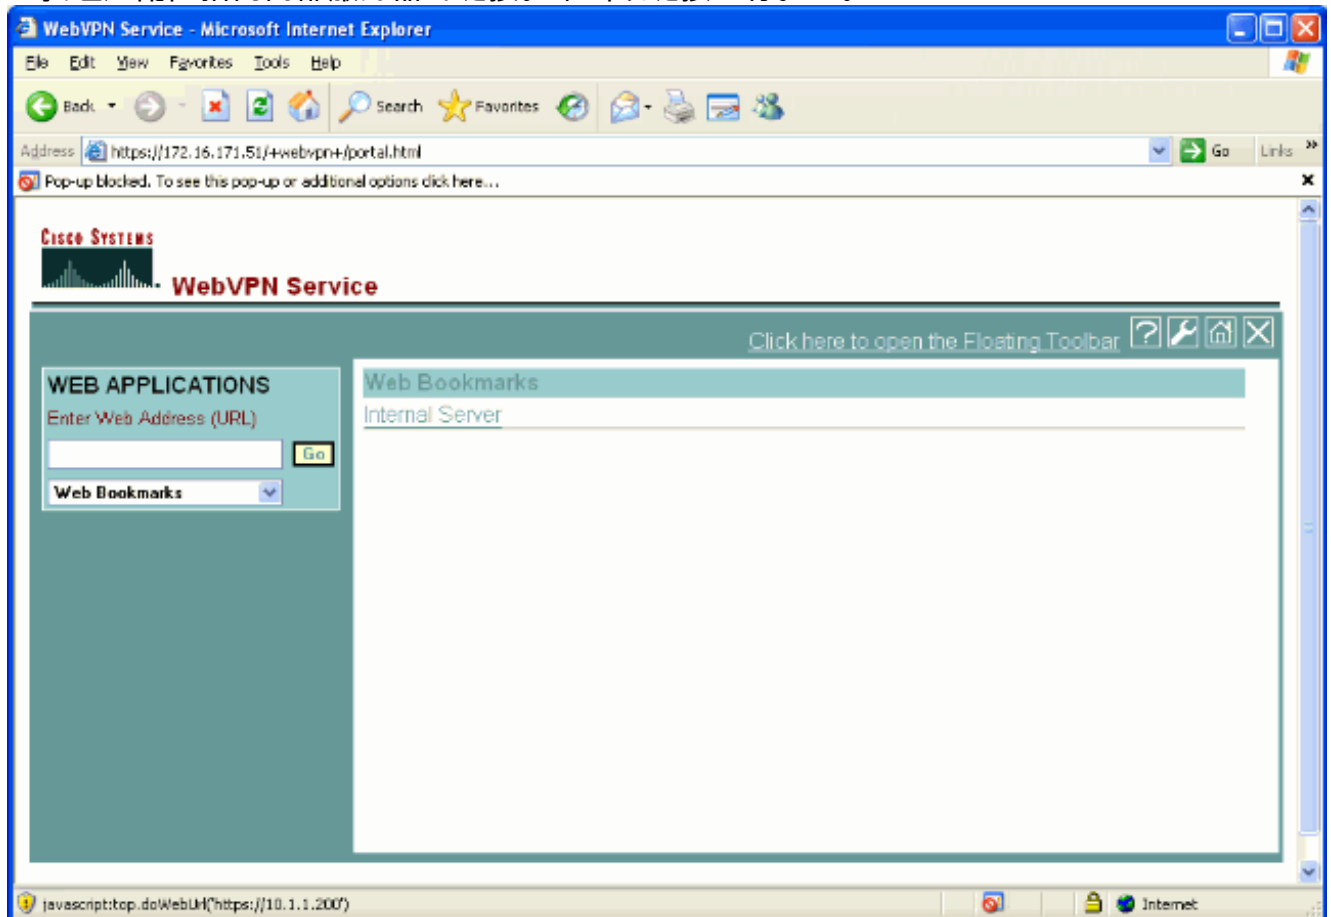 WebVPN Service - Microsoft Internet Explorer
File Edit View Favorites Tools Help
Back Search Favorites
Address https://172.16.171.51/+webvpn+/portal.html Go Links »
Pop-up blocked. To see this pop-up or additional options click here...
CISCO SYSTEMS
WebVPN Service
Click here to open the Floating Toolbar
WEB APPLICATIONS
Enter Web Address (URL)
Go
Web Bookmarks
Web Bookmarks
Internal Server
javascript:top.doWebUrl('https://10.1.1.200') Internet